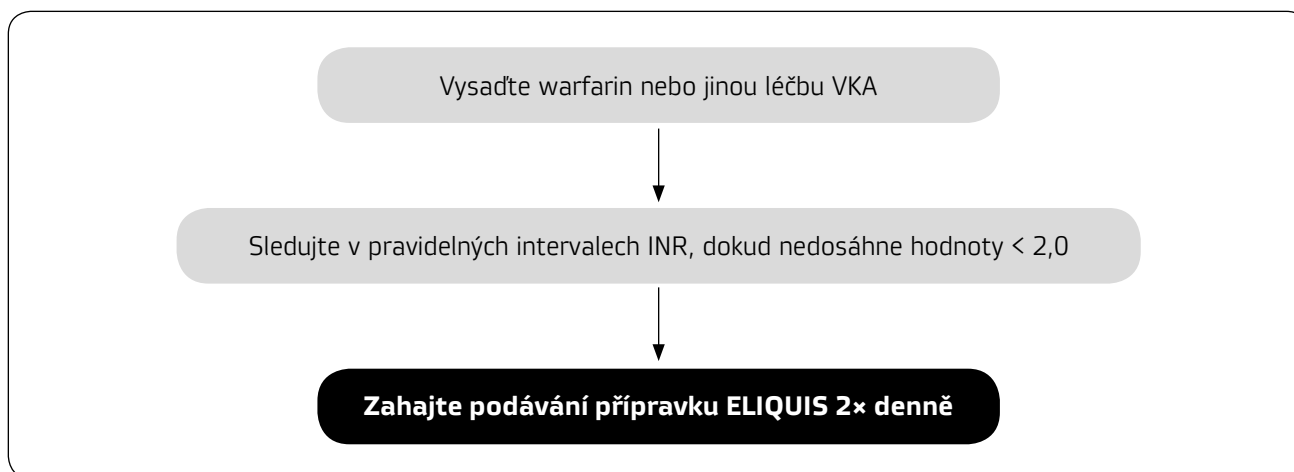 Vysaďte warfarin nebo jinou léčbu VKA
Sledujte v pravidelných intervalech INR, dokud nedosáhne hodnoty < 2,0
Zahajte podávání přípravku ELIQUIS 2× denně